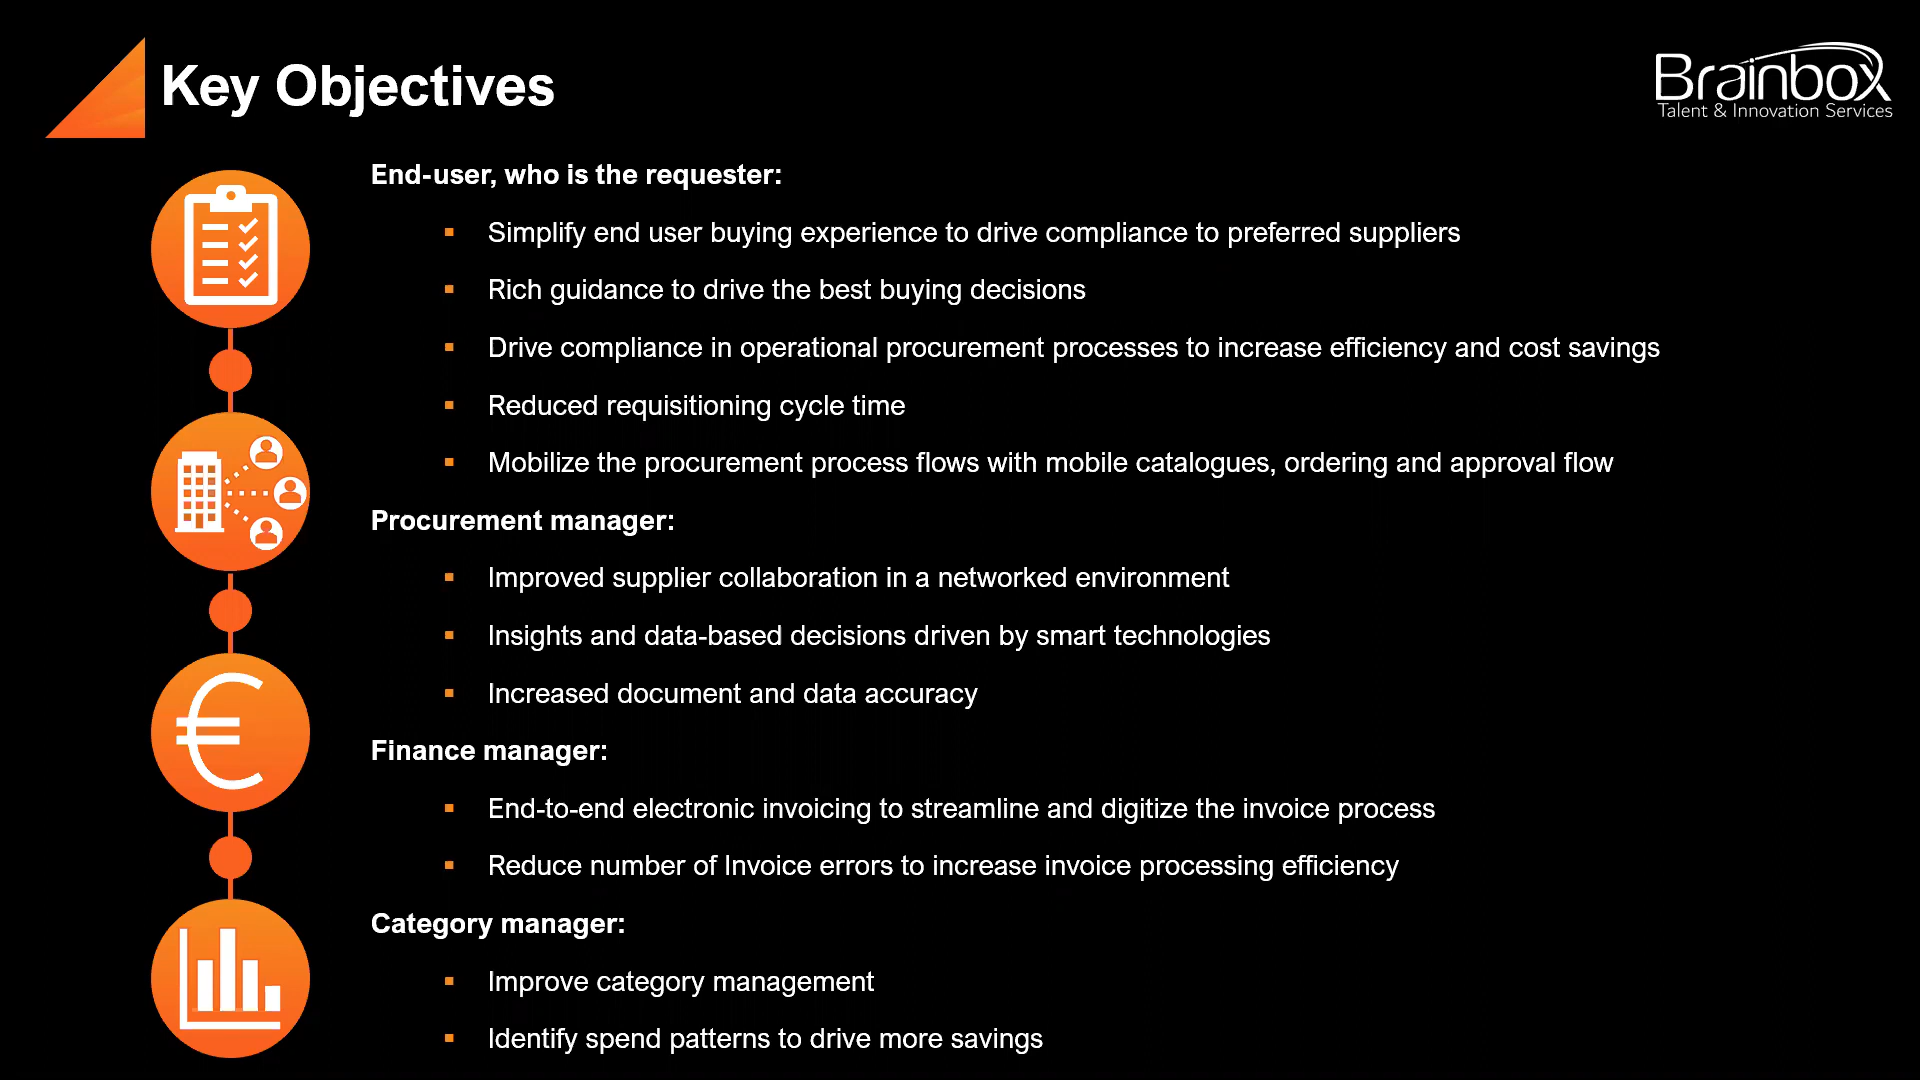 Key Objectives
Brainbox
Talent & Innovation Services
End-user, who is the requester:
▪ Simplify end user buying experience to drive compliance to preferred suppliers
▪ Rich guidance to drive the best buying decisions
▪ Drive compliance in operational procurement processes to increase efficiency and cost savings
▪ Reduced requisitioning cycle time
▪ Mobilize the procurement process flows with mobile catalogues, ordering and approval flow
Procurement manager:
▪ Improved supplier collaboration in a networked environment
▪ Insights and data-based decisions driven by smart technologies
▪ Increased document and data accuracy
€
Finance manager:
▪ End-to-end electronic invoicing to streamline and digitize the invoice process
▪ Reduce number of Invoice errors to increase invoice processing efficiency
Category manager:
▪ Improve category management
▪ Identify spend patterns to drive more savings